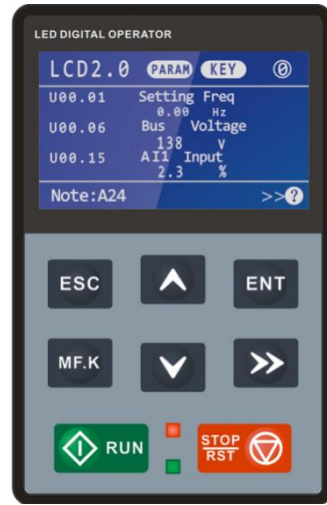 LED DIGITAL OPERATOR
LCD2.0 PARAM KEY 0
U00.01 Setting Freq
0.00 Hz
U00.06 Bus Voltage
138 V
U00.15 AI1 Input
2.3 %
Note:A24 >>?
ESC ENT
MF.K
RUN STOP
RST